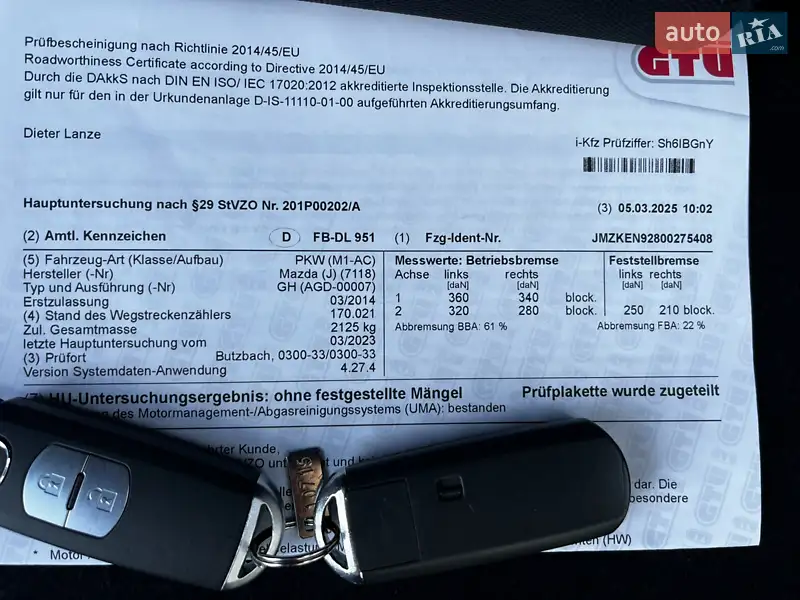 auto RIA .com
GTÜ
Prüfbescheinigung nach Richtlinie 2014/45/EU
Roadworthiness Certificate according to Directive 2014/45/EU
Durch die DAkkS nach DIN EN ISO/ IEC 17020:2012 akkreditierte Inspektionsstelle. Die Akkreditierung
gilt nur für den in der Urkundenanlage D-IS-11110-01-00 aufgeführten Akkreditierungsumfang.
Dieter Lanze
i-Kfz Prüfziffer: Sh6IBGnY
Hauptuntersuchung nach §29 StVZO Nr. 201P00202/A (3) 05.03.2025 10:02
(2) Amtl. Kennzeichen D FB-DL 951 (1) Fzg-Ident-Nr. JMZKEN92800275408
(5) Fahrzeug-Art (Klasse/Aufbau) PKW (M1-AC)
Hersteller (-Nr) Mazda (J) (7118)
Typ und Ausführung (-Nr) GH (AGD-00007)
Erstzulassung 03/2014
(4) Stand des Wegstreckenzählers 170.021
Zul. Gesamtmasse 2125 kg
letzte Hauptuntersuchung vom 03/2023
(3) Prüfort Butzbach, 0300-33/0300-33
Version Systemdaten-Anwendung 4.27.4
Messwerte: Betriebsbremse Feststellbremse
Achse links rechts links rechts
[daN] [daN] [daN] [daN]
1 360 340 block.
2 320 280 block. 250 210 block.
Abbremsung BBA: 61 % Abbremsung FBA: 22 %
HU-Untersuchungsergebnis: ohne festgestellte Mängel Prüfplakette wurde zugeteilt
des Motormanagement-/Abgasreinigungssystems (UMA): bestanden
Kunde,
und
dar. Die
(HW)